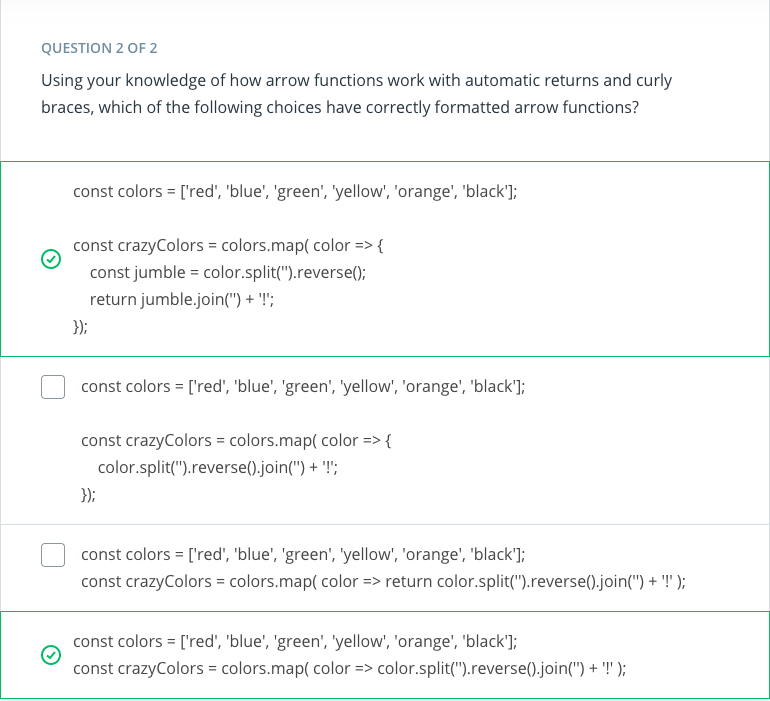 QUESTION 2 OF 2
Using your knowledge of how arrow functions work with automatic returns and curly
braces, which of the following choices have correctly formatted arrow functions?
const colors = ['red', 'blue', 'green', 'yellow', 'orange', 'black'];
const crazyColors = colors.map( color => {
const jumble = color.split('').reverse();
return jumble.join('') + '!';
});
const colors = ['red', 'blue', 'green', 'yellow', 'orange', 'black'];
const crazyColors = colors.map( color => {
color.split('').reverse().join('') + '!';
});
const colors = ['red', 'blue', 'green', 'yellow', 'orange', 'black'];
const crazyColors = colors.map( color => return color.split('').reverse().join('') + '!' );
const colors = ['red', 'blue', 'green', 'yellow', 'orange', 'black'];
const crazyColors = colors.map( color => color.split('').reverse().join('') + '!' );